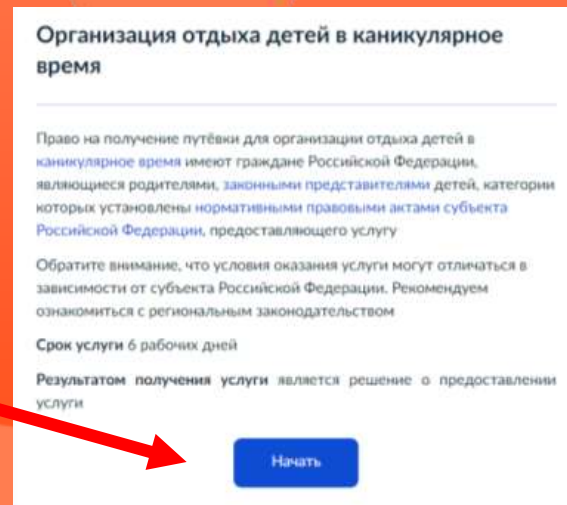 Организация отдыха детей в каникулярное
время
Право на получение путёвки для организации отдыха детей в
каникулярное время имеют граждане Российской Федерации,
являющиеся родителями, законными представителями детей, категории
которых установлены нормативными правовыми актами субъекта
Российской Федерации, предоставляющего услугу
Обратите внимание, что условия оказания услуги могут отличаться в
зависимости от субъекта Российской Федерации. Рекомендуем
ознакомиться с региональным законодательством
Срок услуги 6 рабочих дней
Результатом получения услуги является решение о предоставлении
услуги
Начать